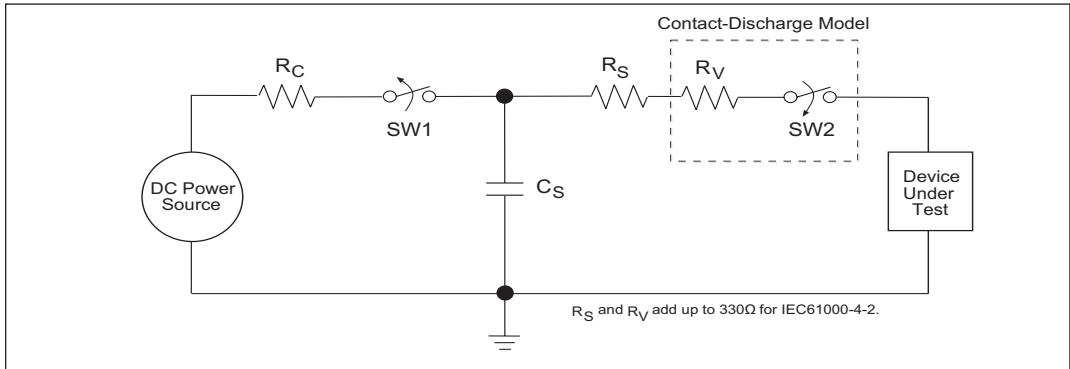 Contact-Discharge Model
RC
RS
RV
SW1
SW2
CS
DC Power
Source
Device
Under
Test
RS and RV add up to 330Ω for IEC61000-4-2.